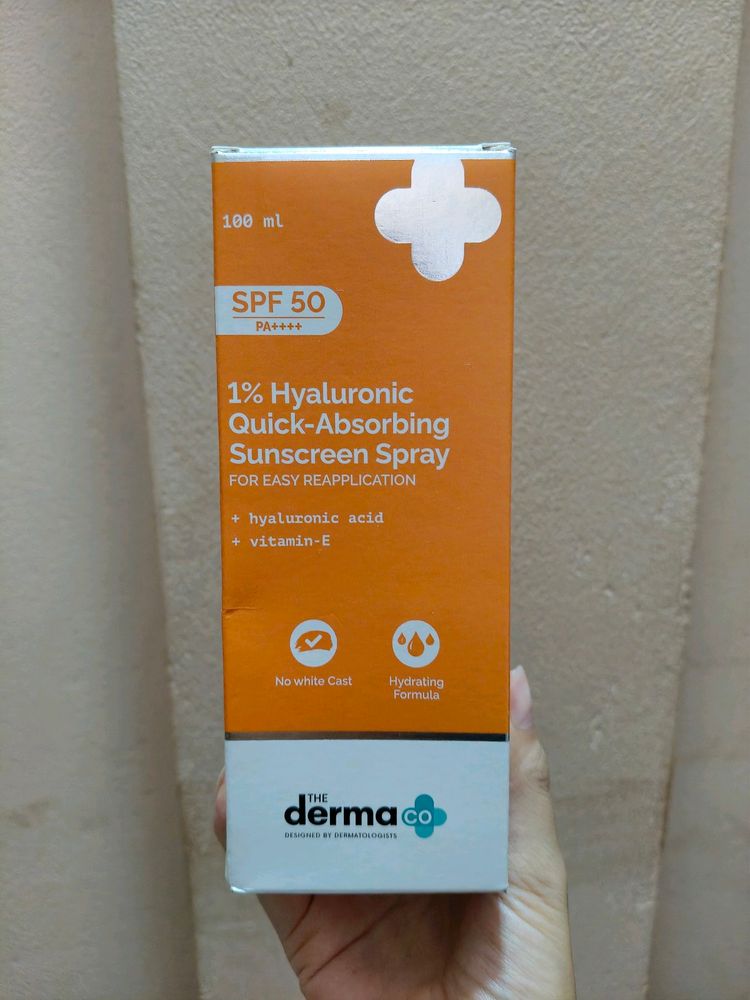 100 ml
SPF 50
PA++++
1% Hyaluronic
Quick-Absorbing
Sunscreen Spray
FOR EASY REAPPLICATION
+ hyaluronic acid
+ vitamin-E
No white Cast
Hydrating
Formula
THE
derma co
DESIGNED BY DERMATOLOGISTS